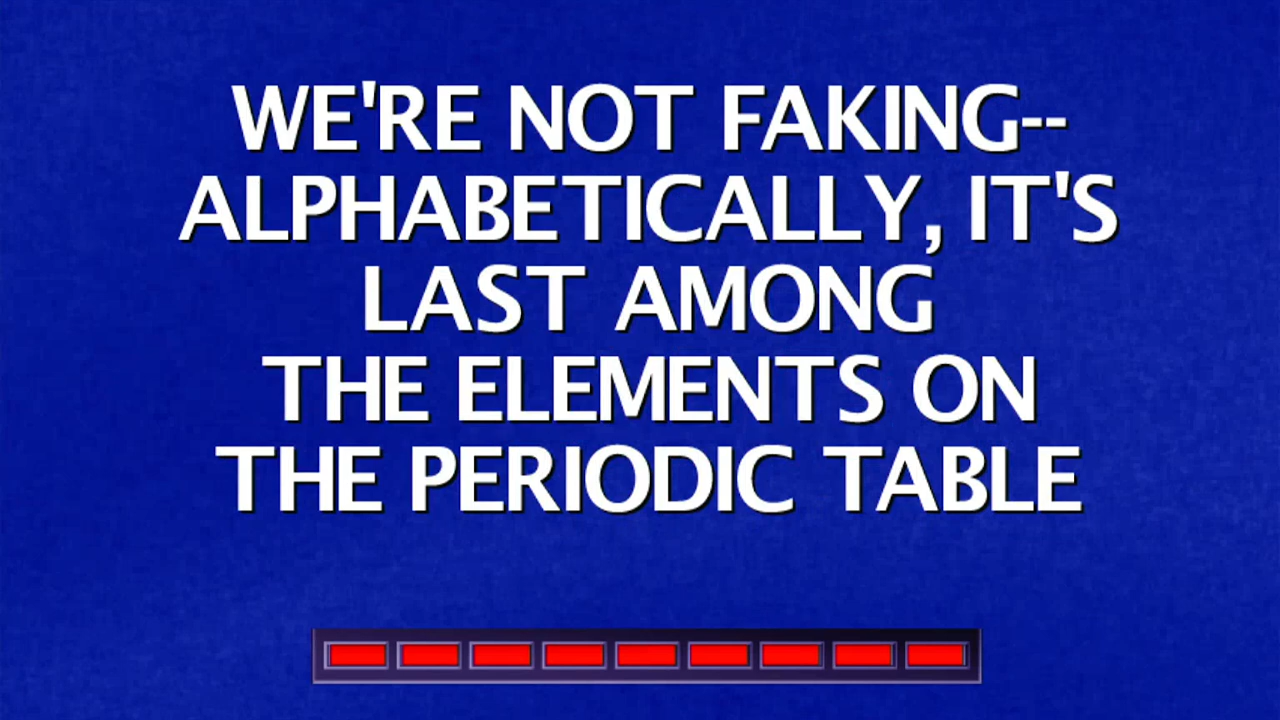 WE'RE NOT FAKING--
ALPHABETICALLY, IT'S
LAST AMONG
THE ELEMENTS ON
THE PERIODIC TABLE